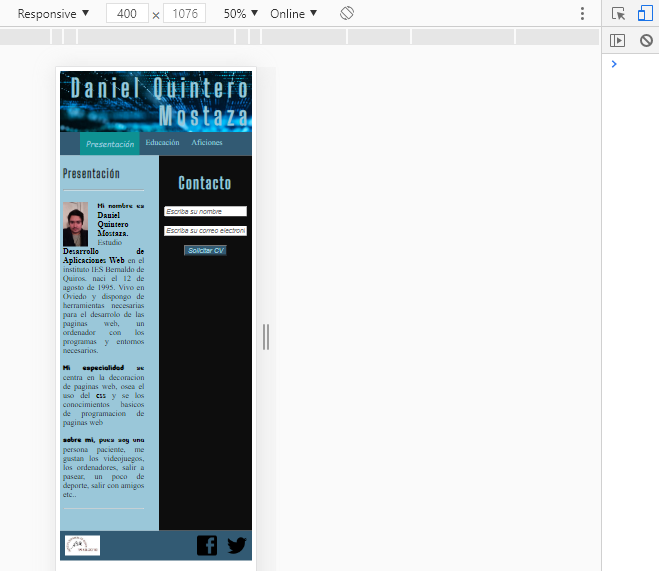 Responsive 400 × 1076 50% Online
Daniel Quintero
Mostaza
Presentación Educación Aficiones
Presentación
Mi nombre es
Daniel
Quintero
Mostaza.
Estudio
Desarrollo de
Aplicaciones Web en el
instituto IES Bernaldo de
Quiros. naci el 12 de
agosto de 1995. Vivo en
Oviedo y dispongo de
herramientas necesarias
para el desarrolo de las
paginas web, un
ordenador con los
programas y entornos
necesarios.
Mi especialidad se
centra en la decoracion
de paginas web, osea el
uso del css y se los
conocimientos basicos
de programacion de
paginas web
sobre mi, pues soy una
persona paciente, me
gustan los videojuegos,
los ordenadores, salir a
pasear, un poco de
deporte, salir con amigos
etc..
Contacto
Escriba su nombre
Escriba su correo electroni
Solicitar CV